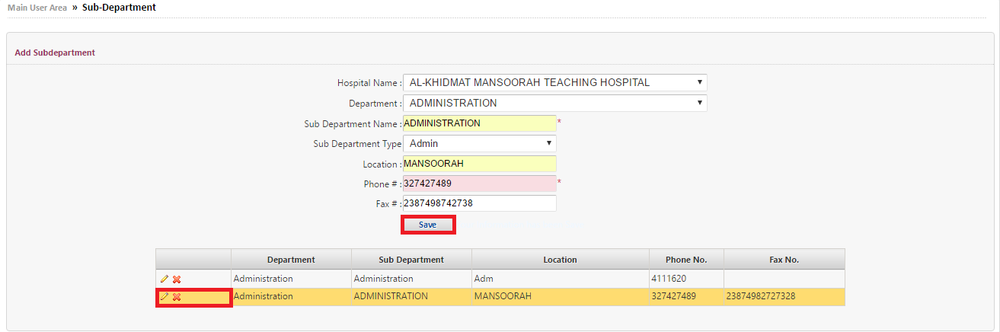 Main User Area » Sub-Department
Add Subdepartment
Hospital Name : AL-KHIDMAT MANSOORAH TEACHING HOSPITAL
Department : ADMINISTRATION
Sub Department Name : ADMINISTRATION *
Sub Department Type Admin
Location : MANSOORAH
Phone # : 327427489 *
Fax # : 2387498742738
Save
Department Sub Department Location Phone No. Fax No.
Administration Administration Adm 4111620
Administration ADMINISTRATION MANSOORAH 327427489 23874982727328